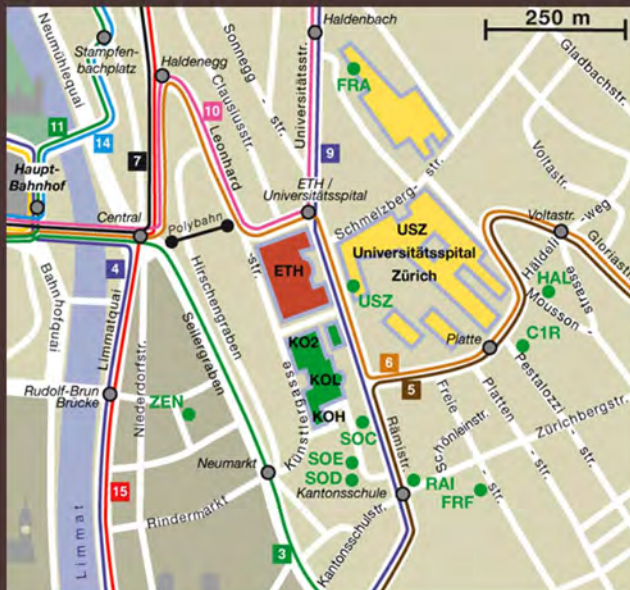 250 m
Haldenbach
Gladbachstr.
Neumühlequai
Stampfen-
bachplatz
Sonnegg
- str.
Haldenegg
FRA
10
Clausiusstr.
Universitätsstr.
Voltastr.
11
14
7
Leonhard
9
str.
Haupt-
Bahnhof
ETH /
Universitätsspital
Schmelzberg-
str.
Central
Polybahn
USZ
Universitätsspital
Zürich
Voltastr.
Häldeli
-weg
Gloriastr.
4
- str.
ETH
USZ
HAL
strasse
Mousson
-
Bahnhofquai
Limmatquai
Hirschengraben
Seilergraben
KO2
Platte
C1R
6
Niederdorfstr.
KOL
5
Rudolf-Brun
Brücke
ZEN
KOH
Künstlergasse
Freie
- str.
Platten
- str.
Pestalozzi
- str.
SOC
Rämistr.
Schönleinstr.
Zürichbergstr.
Neumarkt
SOE
SOD
RAI
FRF
15
Kantonsschule
Rindermarkt
Limmat
3
Kantonsschulstr.